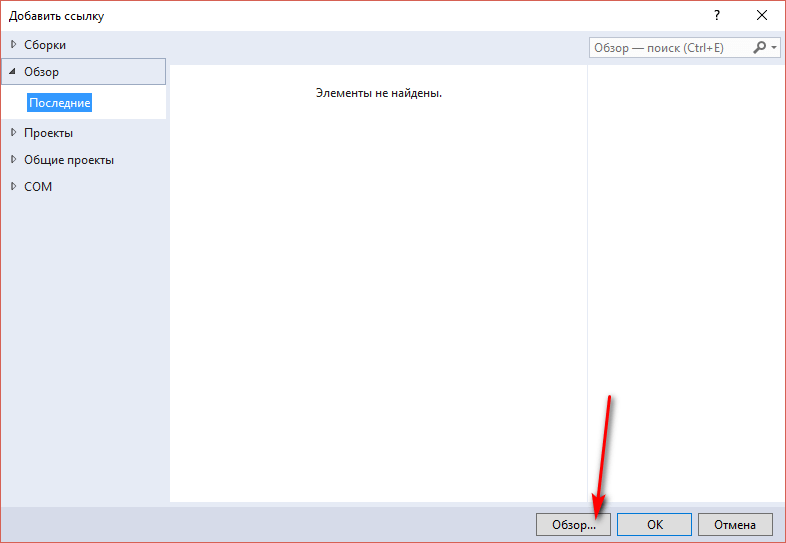 Добавить ссылку
?
Сборки
Обзор — поиск (Ctrl+E)
Обзор
Последние
Элементы не найдены.
Проекты
Общие проекты
COM
Обзор...
OK
Отмена